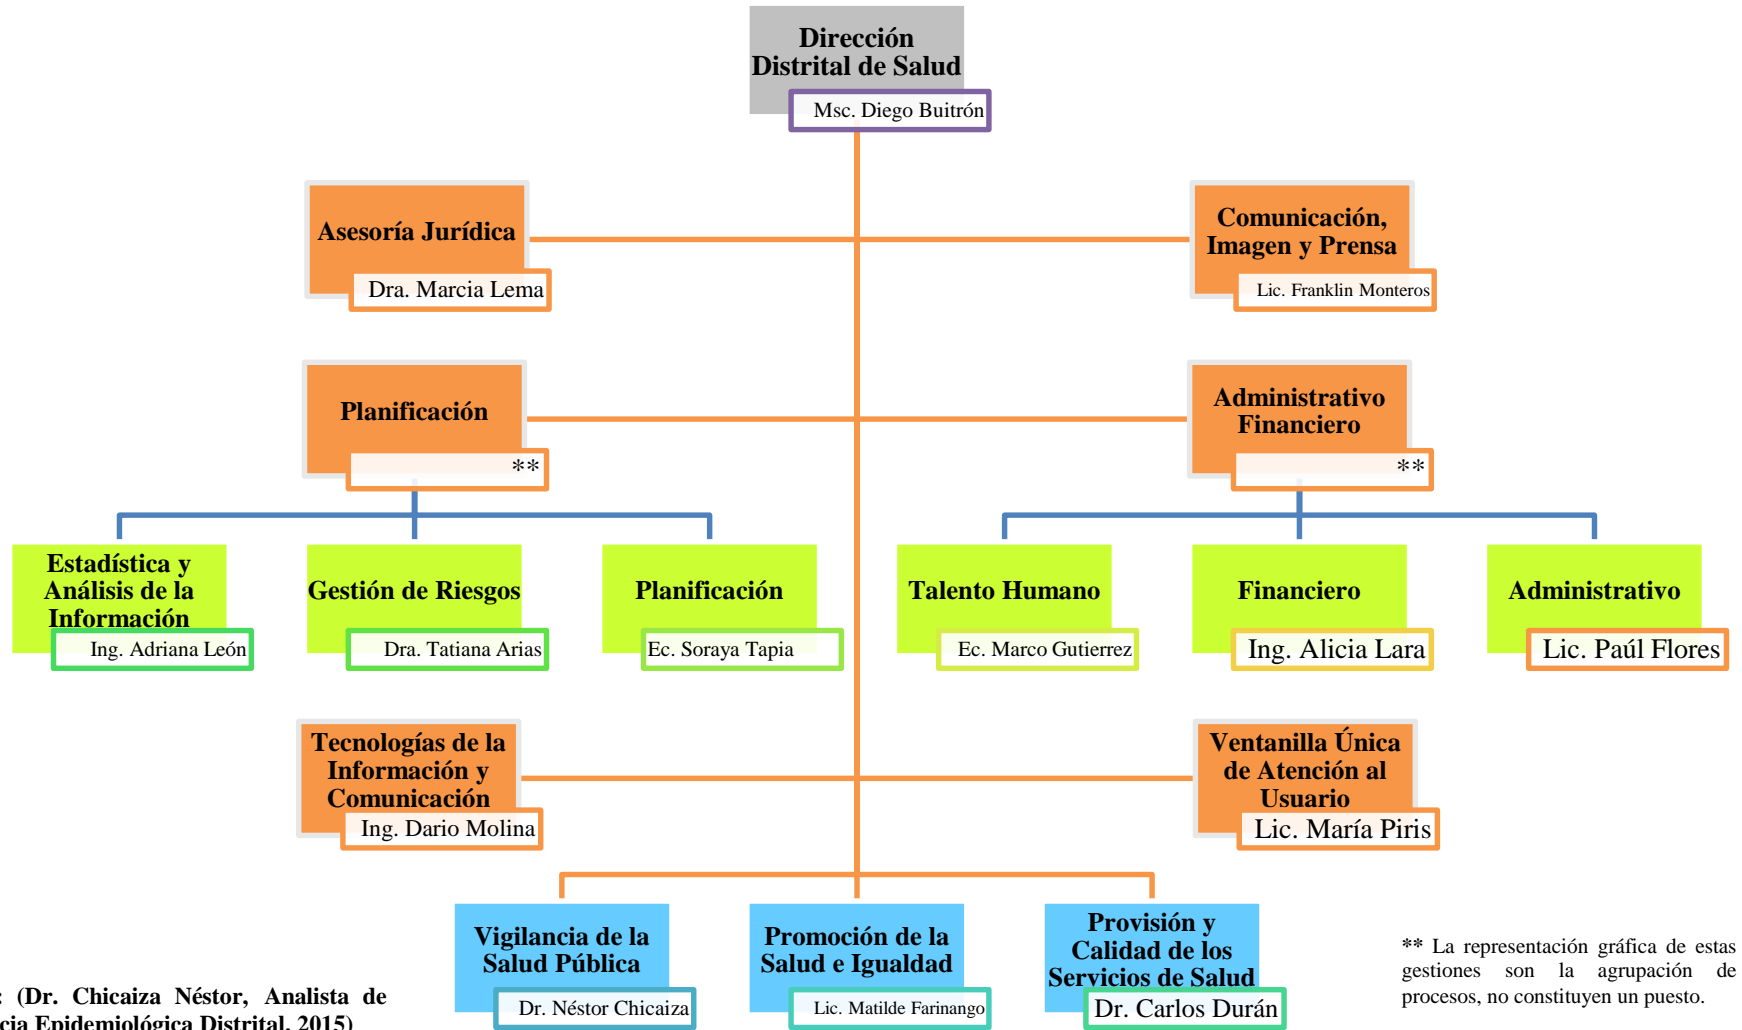 Dirección
Distrital de Salud
Msc. Diego Buitrón
Asesoría Jurídica
Dra. Marcia Lema
Comunicación,
Imagen y Prensa
Lic. Franklin Monteros
Planificación
**
Administrativo
Financiero
**
Estadística y
Análisis de la
Información
Ing. Adriana León
Gestión de Riesgos
Dra. Tatiana Arias
Planificación
Ec. Soraya Tapia
Talento Humano
Ec. Marco Gutierrez
Financiero
Ing. Alicia Lara
Administrativo
Lic. Paúl Flores
Tecnologías de la
Información y
Comunicación
Ing. Dario Molina
Ventanilla Única
de Atención al
Usuario
Lic. María Piris
Vigilancia de la
Salud Pública
Dr. Néstor Chicaiza
Promoción de la
Salud e Igualdad
Lic. Matilde Farinango
Provisión y
Calidad de los
Servicios de Salud
Dr. Carlos Durán
** La representación gráfica de estas
gestiones son la agrupación de
procesos, no constituyen un puesto.
: (Dr. Chicaiza Néstor, Analista de
Epidemiológica Distrital, 2015)